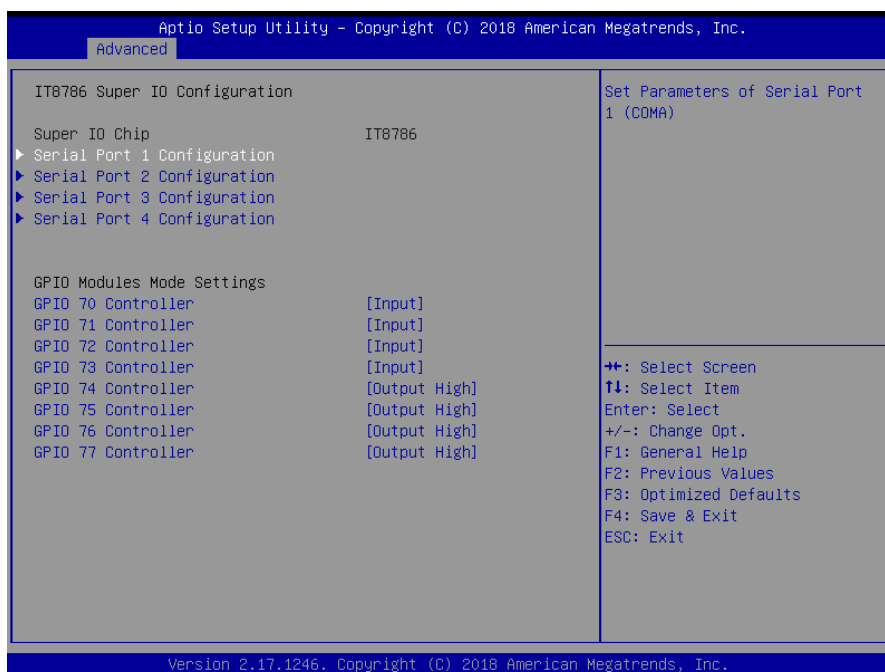 Aptio Setup Utility – Copyright (C) 2018 American Megatrends, Inc.
Advanced
IT8786 Super IO Configuration
Super IO Chip IT8786
Serial Port 1 Configuration
Serial Port 2 Configuration
Serial Port 3 Configuration
Serial Port 4 Configuration
GPIO Modules Mode Settings
GPIO 70 Controller [Input]
GPIO 71 Controller [Input]
GPIO 72 Controller [Input]
GPIO 73 Controller [Input]
GPIO 74 Controller [Output High]
GPIO 75 Controller [Output High]
GPIO 76 Controller [Output High]
GPIO 77 Controller [Output High]
Set Parameters of Serial Port
1 (COMA)
→←: Select Screen
↑↓: Select Item
Enter: Select
+/-: Change Opt.
F1: General Help
F2: Previous Values
F3: Optimized Defaults
F4: Save & Exit
ESC: Exit
Version 2.17.1246. Copyright (C) 2018 American Megatrends, Inc.